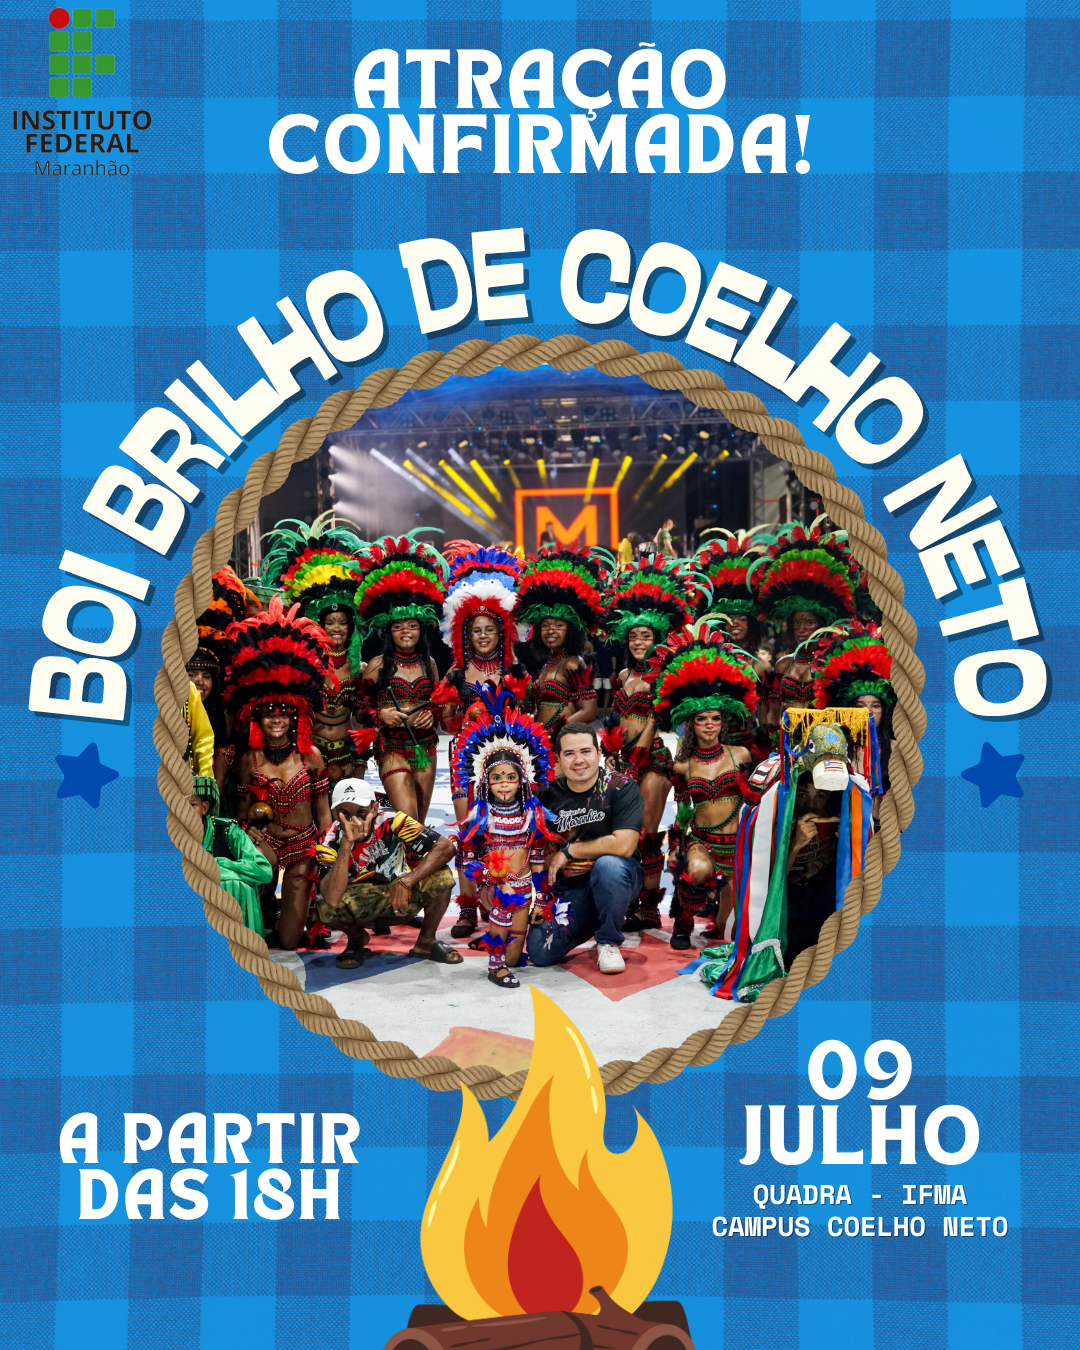 INSTITUTO
FEDERAL
Maranhão
ATRAÇÃO
CONFIRMADA!
BOI BRILHO DE COELHO NETO
M
Maranhão
A PARTIR
DAS 18H
09
JULHO
QUADRA - IFMA
CAMPUS COELHO NETO